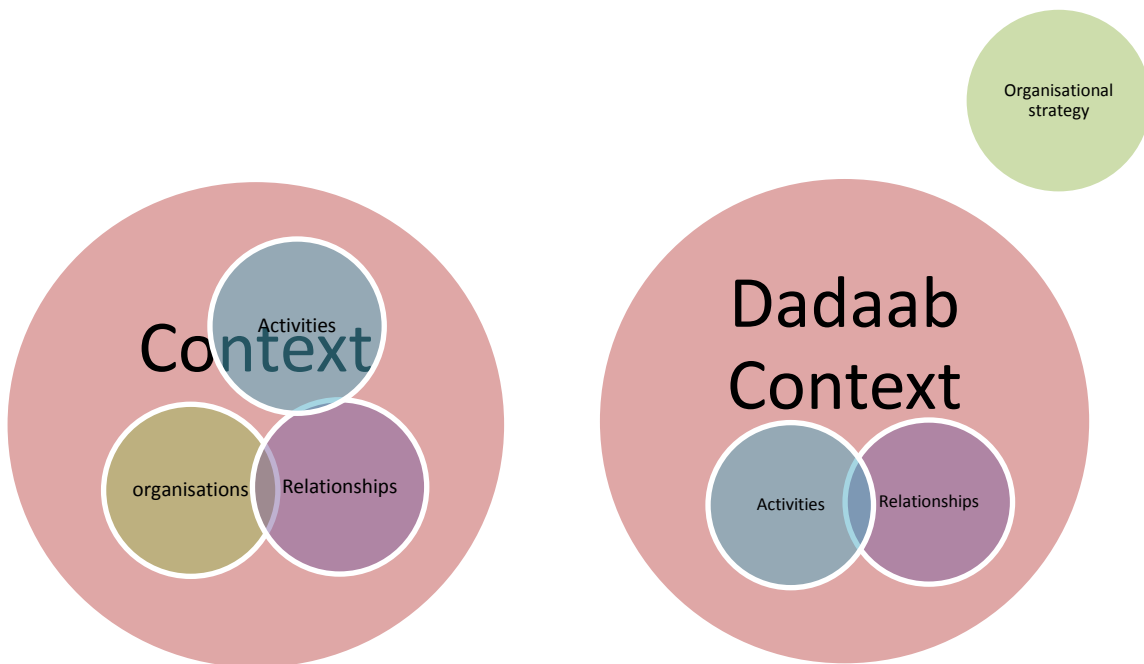 Organisational
strategy
Activities
Context
organisations
Relationships
Dadaab
Context
Activities
Relationships